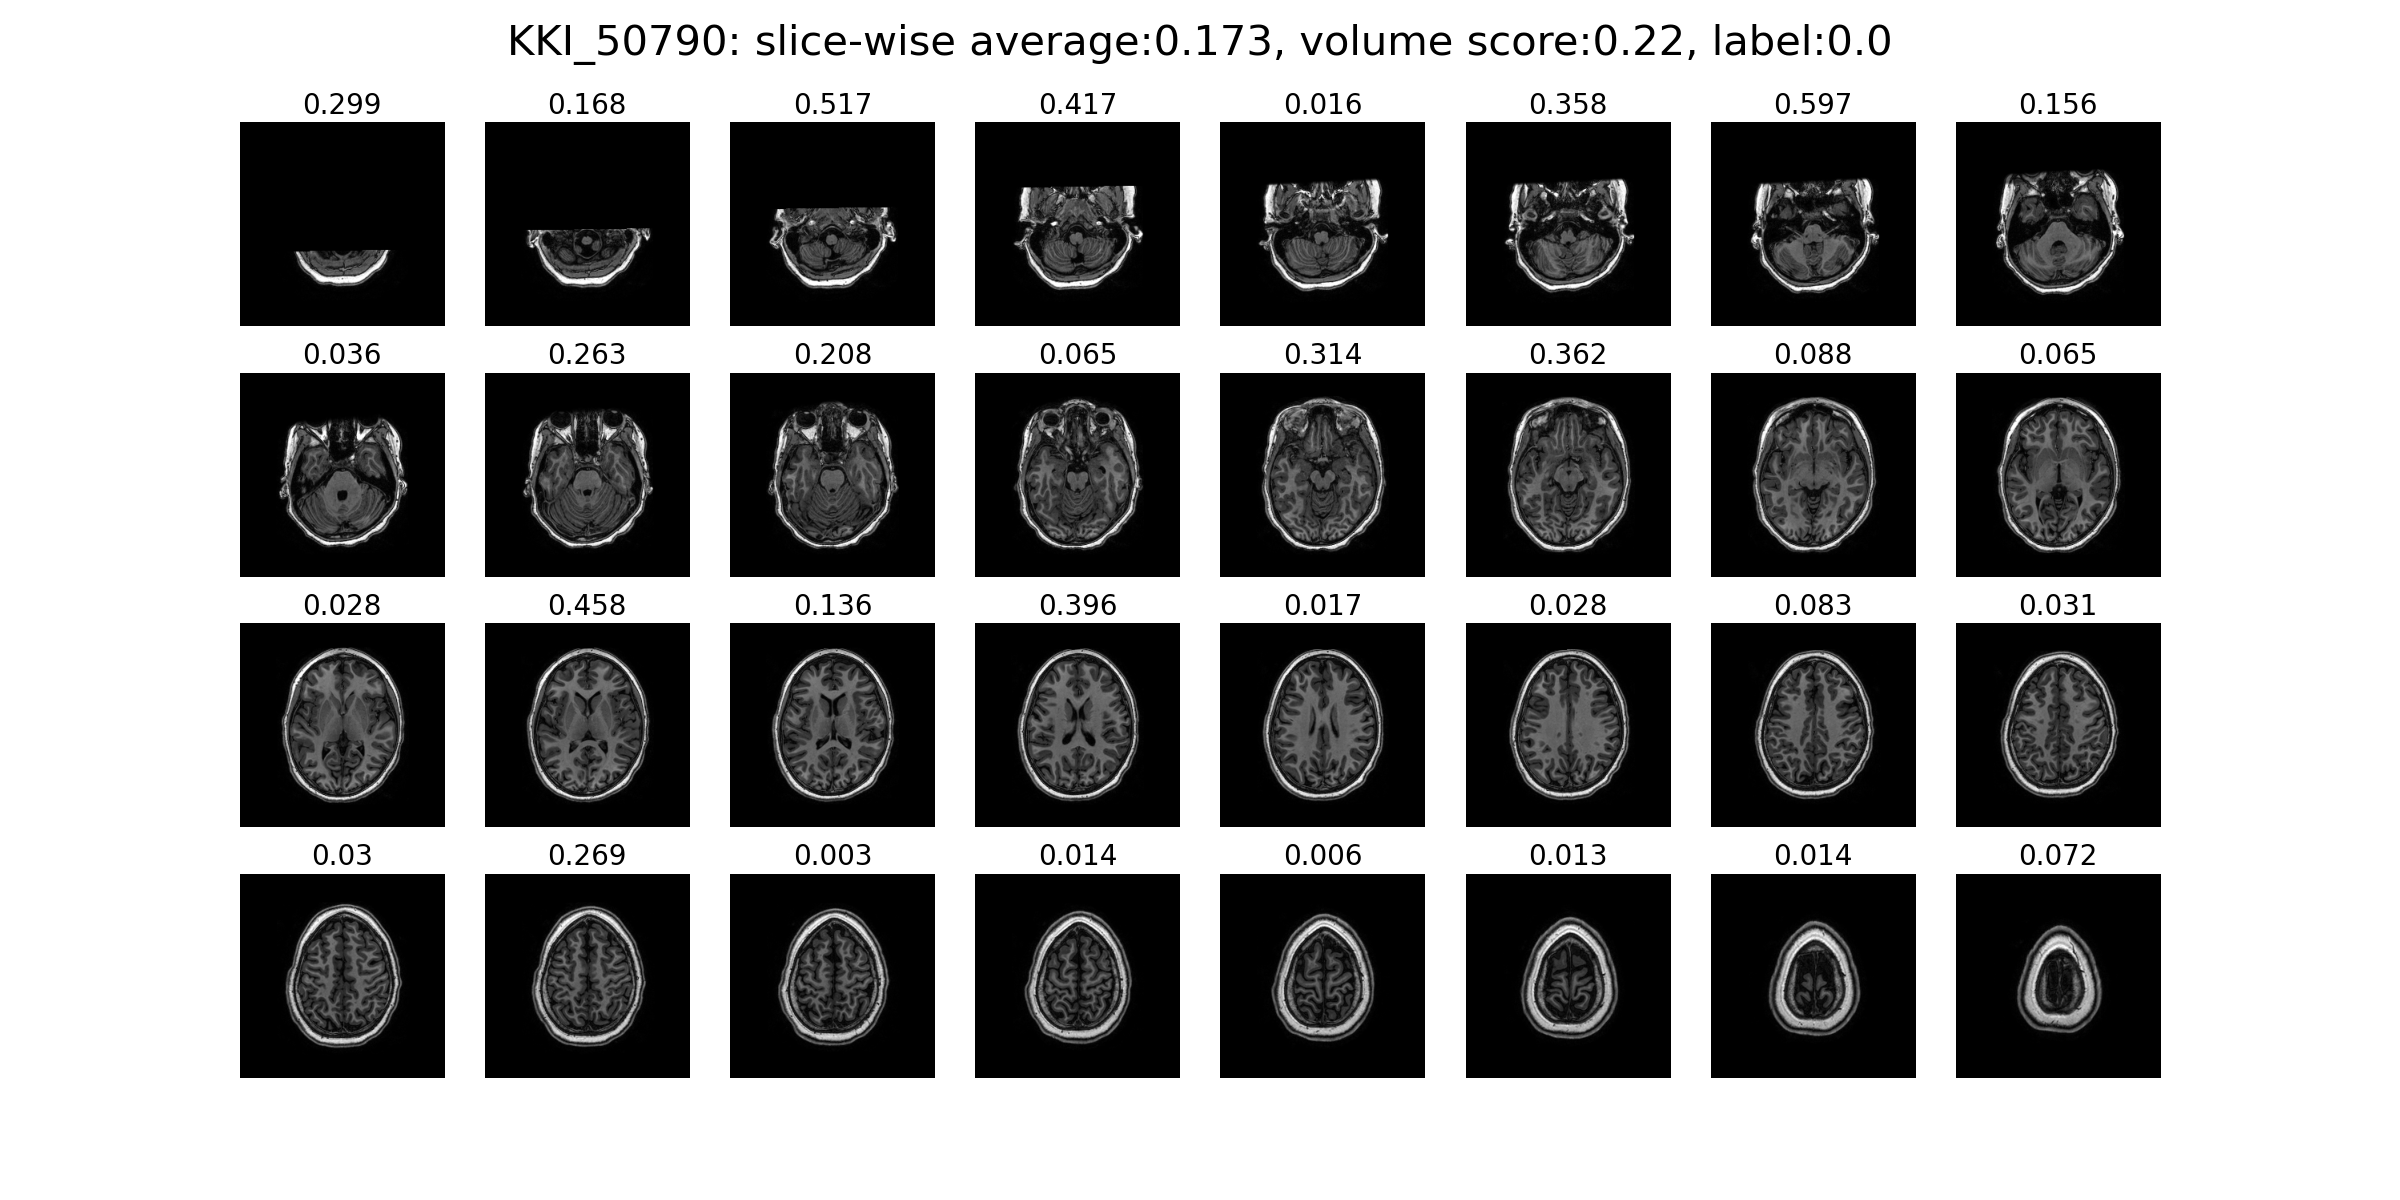 KKI_50790: slice-wise average:0.173, volume score:0.22, label:0.0
0.299 0.168 0.517 0.417 0.016 0.358 0.597 0.156
0.036 0.263 0.208 0.065 0.314 0.362 0.088 0.065
0.028 0.458 0.136 0.396 0.017 0.028 0.083 0.031
0.03 0.269 0.003 0.014 0.006 0.013 0.014 0.072